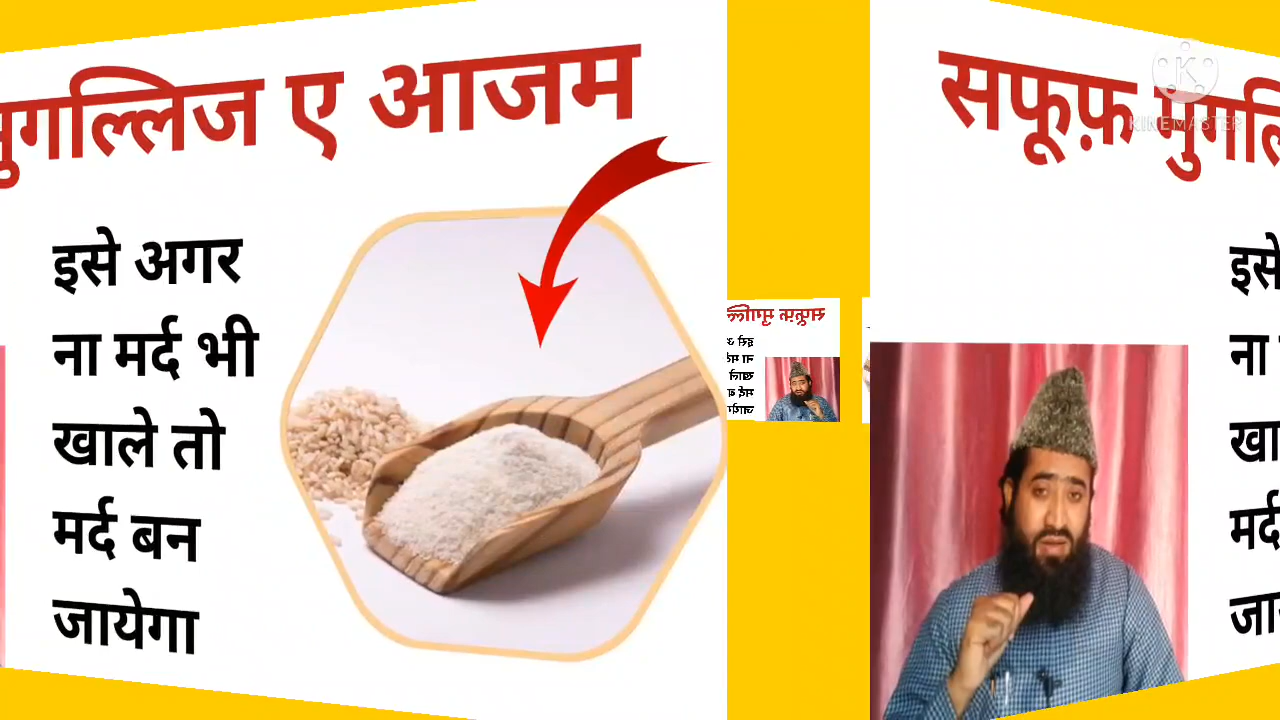 मुगल्लिज ए आजम
इसे अगर
ना मर्द भी
खाले तो
मर्द बन
जायेगा
सफूफ़ मुगल्लि
KINEMASTER
इसे
ना
खा
मर्द
जा